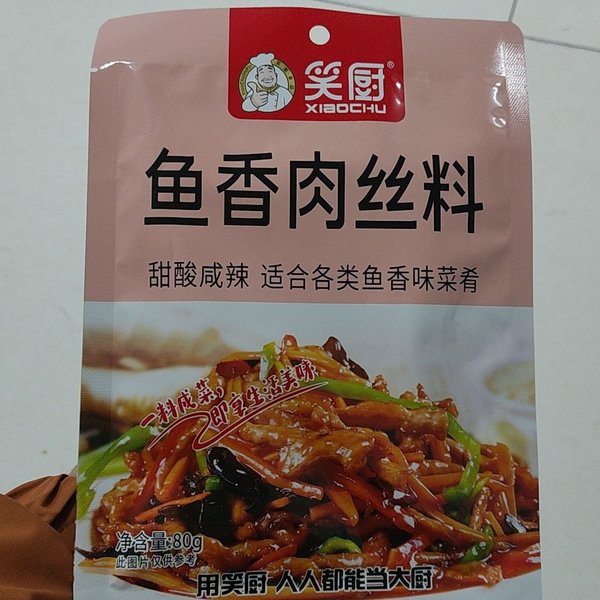 笑厨®
XIAOCHU
鱼香肉丝料
甜酸咸辣 适合各类鱼香味菜肴
一料成菜,
即享生活美味
净含量:80g
此图片仅供参考
用笑厨 人人都能当大厨